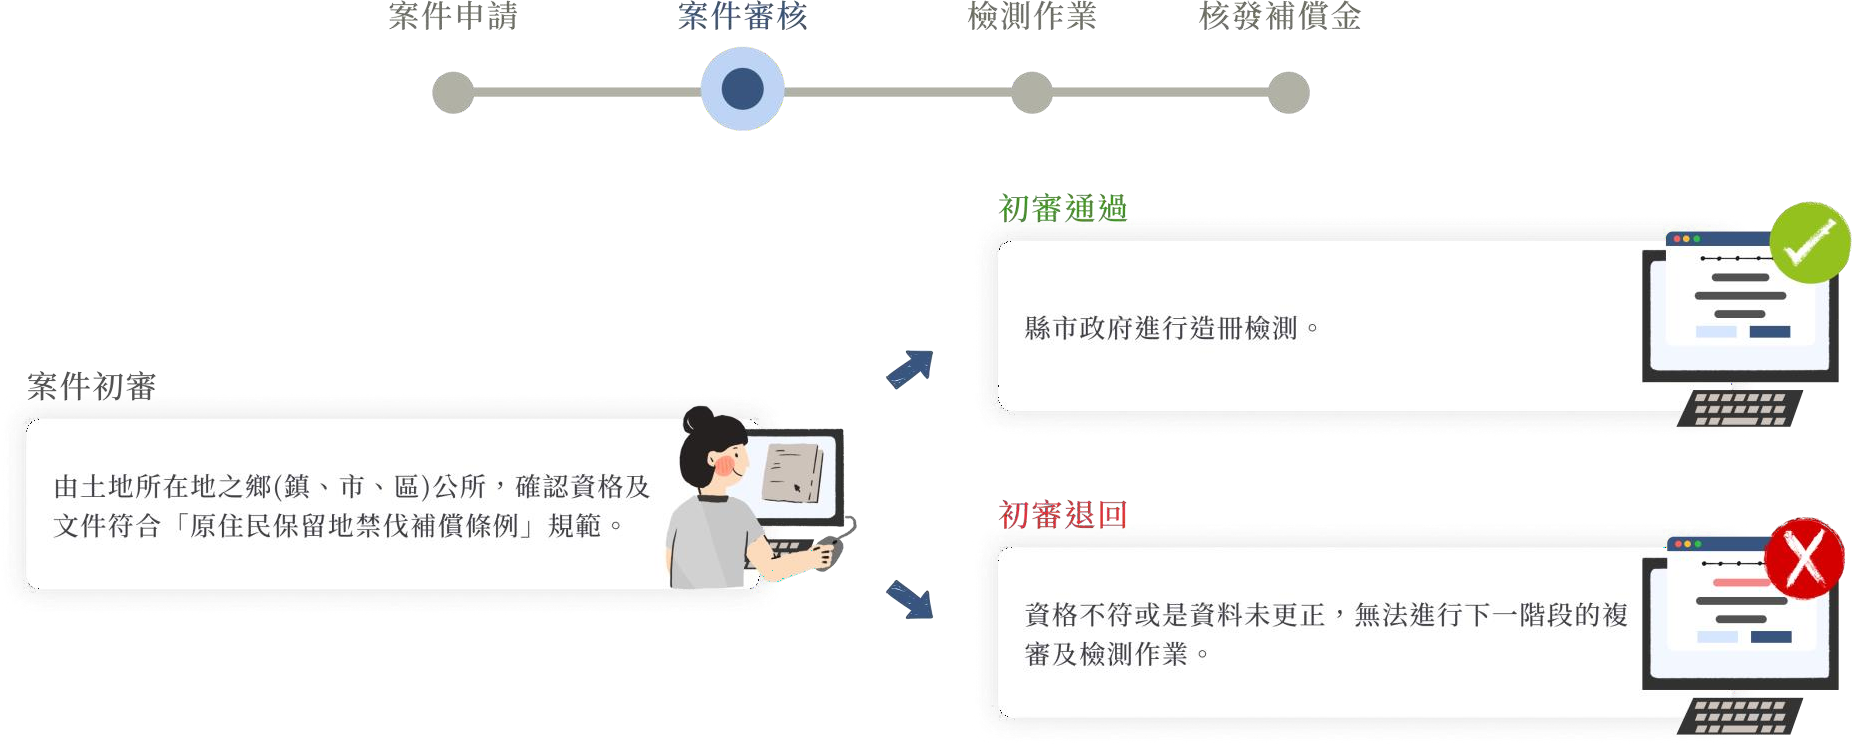 案件申請
案件審核
檢測作業
核發補償金
案件初審
由土地所在地之鄉(鎮、市、區)公所，確認資格及
文件符合「原住民保留地禁伐補償條例」規範。
初審通過
縣市政府進行造冊檢測。
初審退回
資格不符或是資料未更正，無法進行下一階段的複
審及檢測作業。